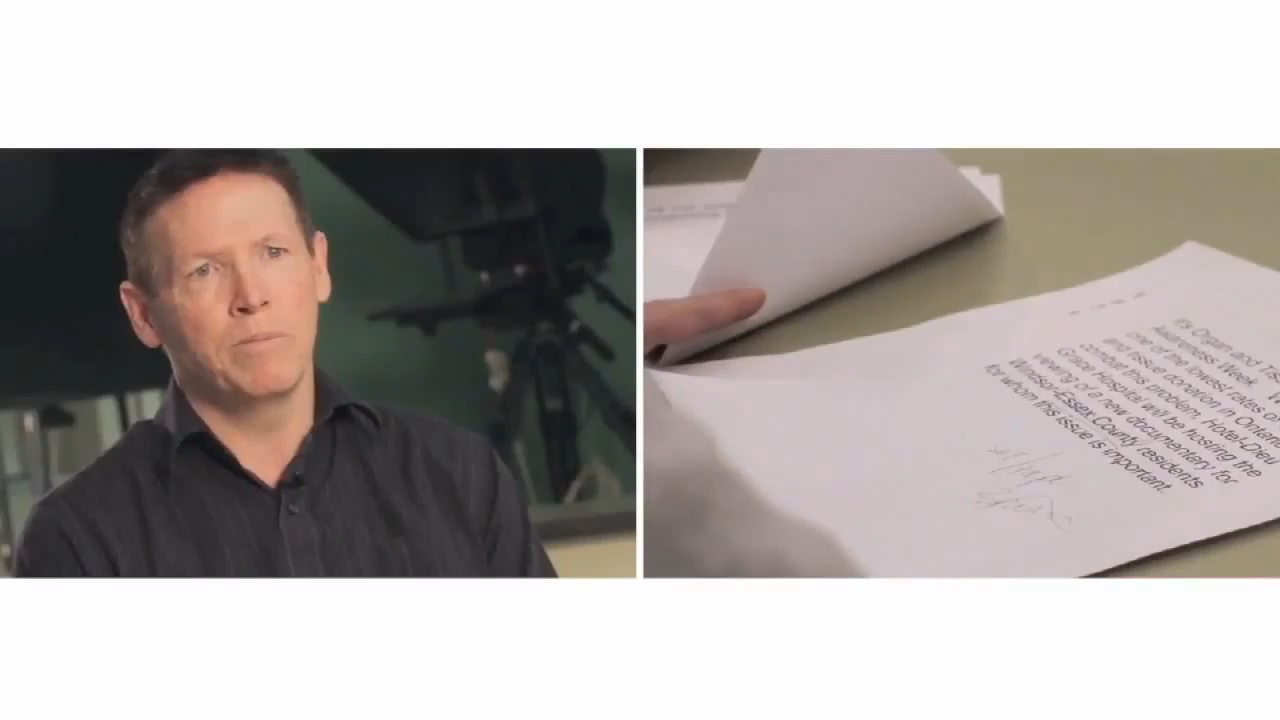 It's Organ and Tis
Awareness Week
one of the lowest rates of
and tissue donation in Ontari
combat this problem, Hotel-Dieu
Grace Hospital will be hosting the
viewing of a new documentary for
Windsor-Essex County residents
for whom this issue is important.